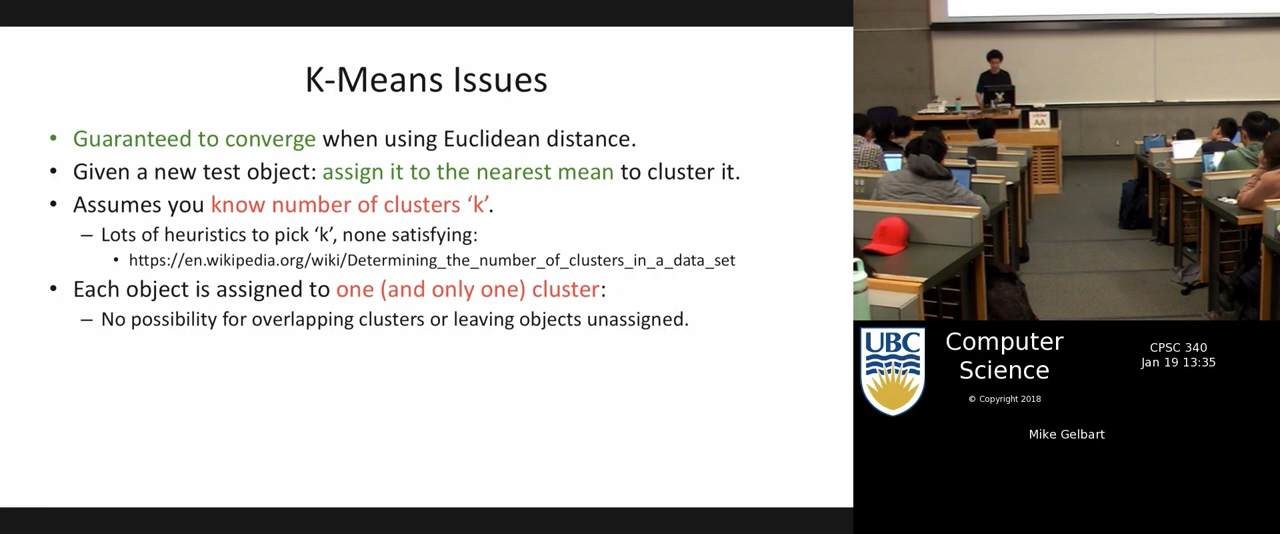 K-Means Issues
• Guaranteed to converge when using Euclidean distance.
• Given a new test object: assign it to the nearest mean to cluster it.
• Assumes you know number of clusters ‘k’.
– Lots of heuristics to pick ‘k’, none satisfying:
• https://en.wikipedia.org/wiki/Determining_the_number_of_clusters_in_a_data_set
• Each object is assigned to one (and only one) cluster:
– No possibility for overlapping clusters or leaving objects unassigned.
AA
UBC
Computer
Science
© Copyright 2018
CPSC 340
Jan 19 13:35
Mike Gelbart